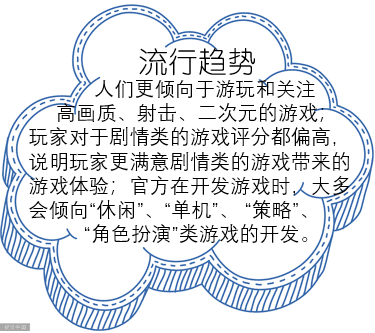 流行趋势
人们更倾向于游玩和关注
高画质、射击、二次元的游戏；
玩家对于剧情类的游戏评分都偏高，
说明玩家更满意剧情类的游戏带来的
游戏体验；官方在开发游戏时，大多
会倾向“休闲”、“单机”、 “策略”、
“角色扮演”类游戏的开发。